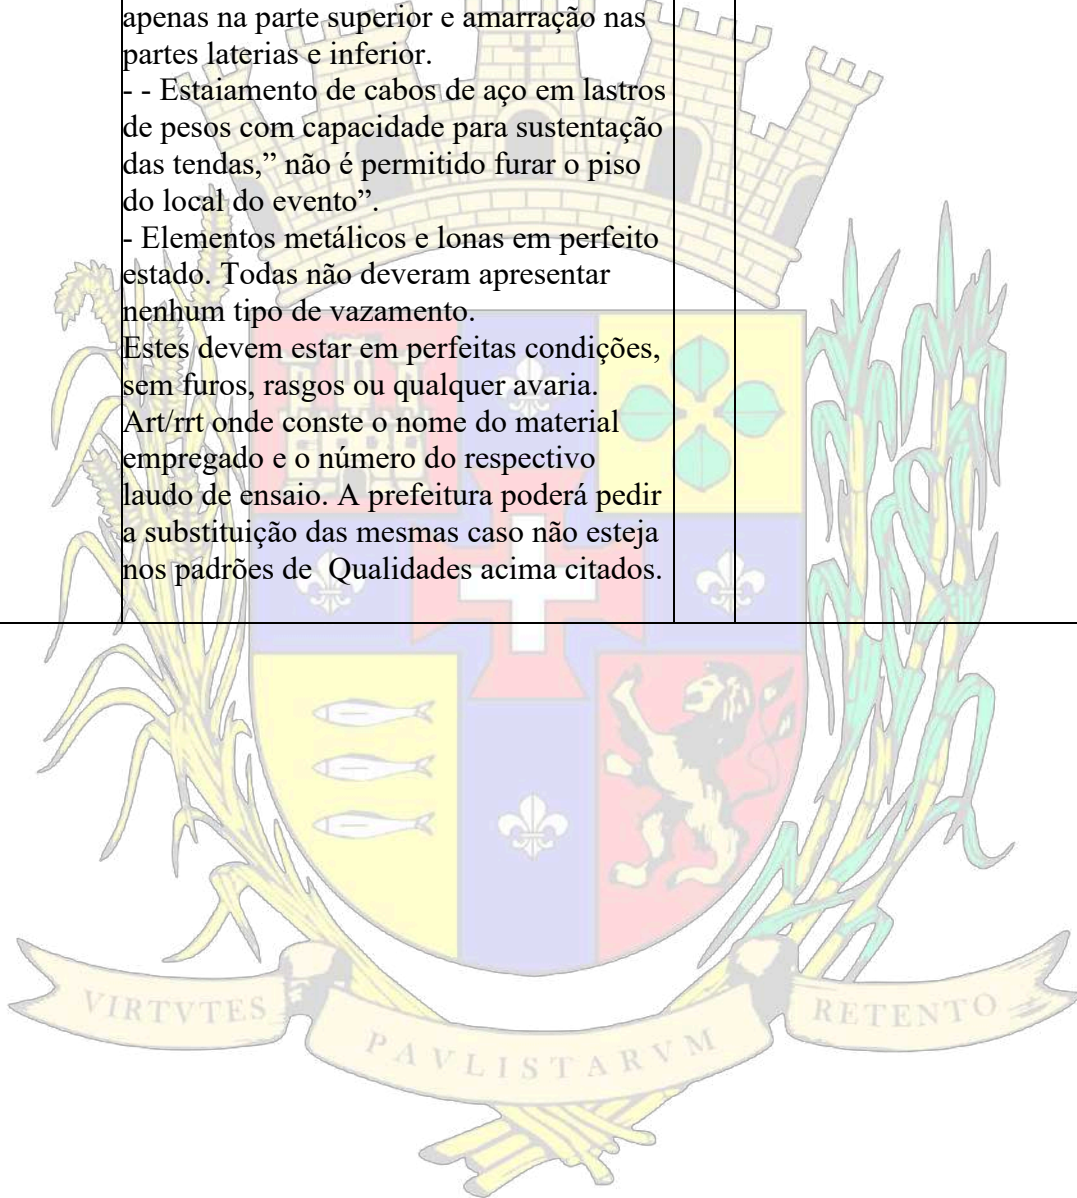 apenas na parte superior e amarração nas
partes laterias e inferior.
- - Estaiamento de cabos de aço em lastros
de pesos com capacidade para sustentação
das tendas,” não é permitido furar o piso
do local do evento”.
- Elementos metálicos e lonas em perfeito
estado. Todas não deveram apresentar
nenhum tipo de vazamento.
Estes devem estar em perfeitas condições,
sem furos, rasgos ou qualquer avaria.
Art/rrt onde conste o nome do material
empregado e o número do respectivo
laudo de ensaio. A prefeitura poderá pedir
a substituição das mesmas caso não esteja
nos padrões de  Qualidades acima citados.
VIRTVTES
PAVLISTARVM
RETENTO